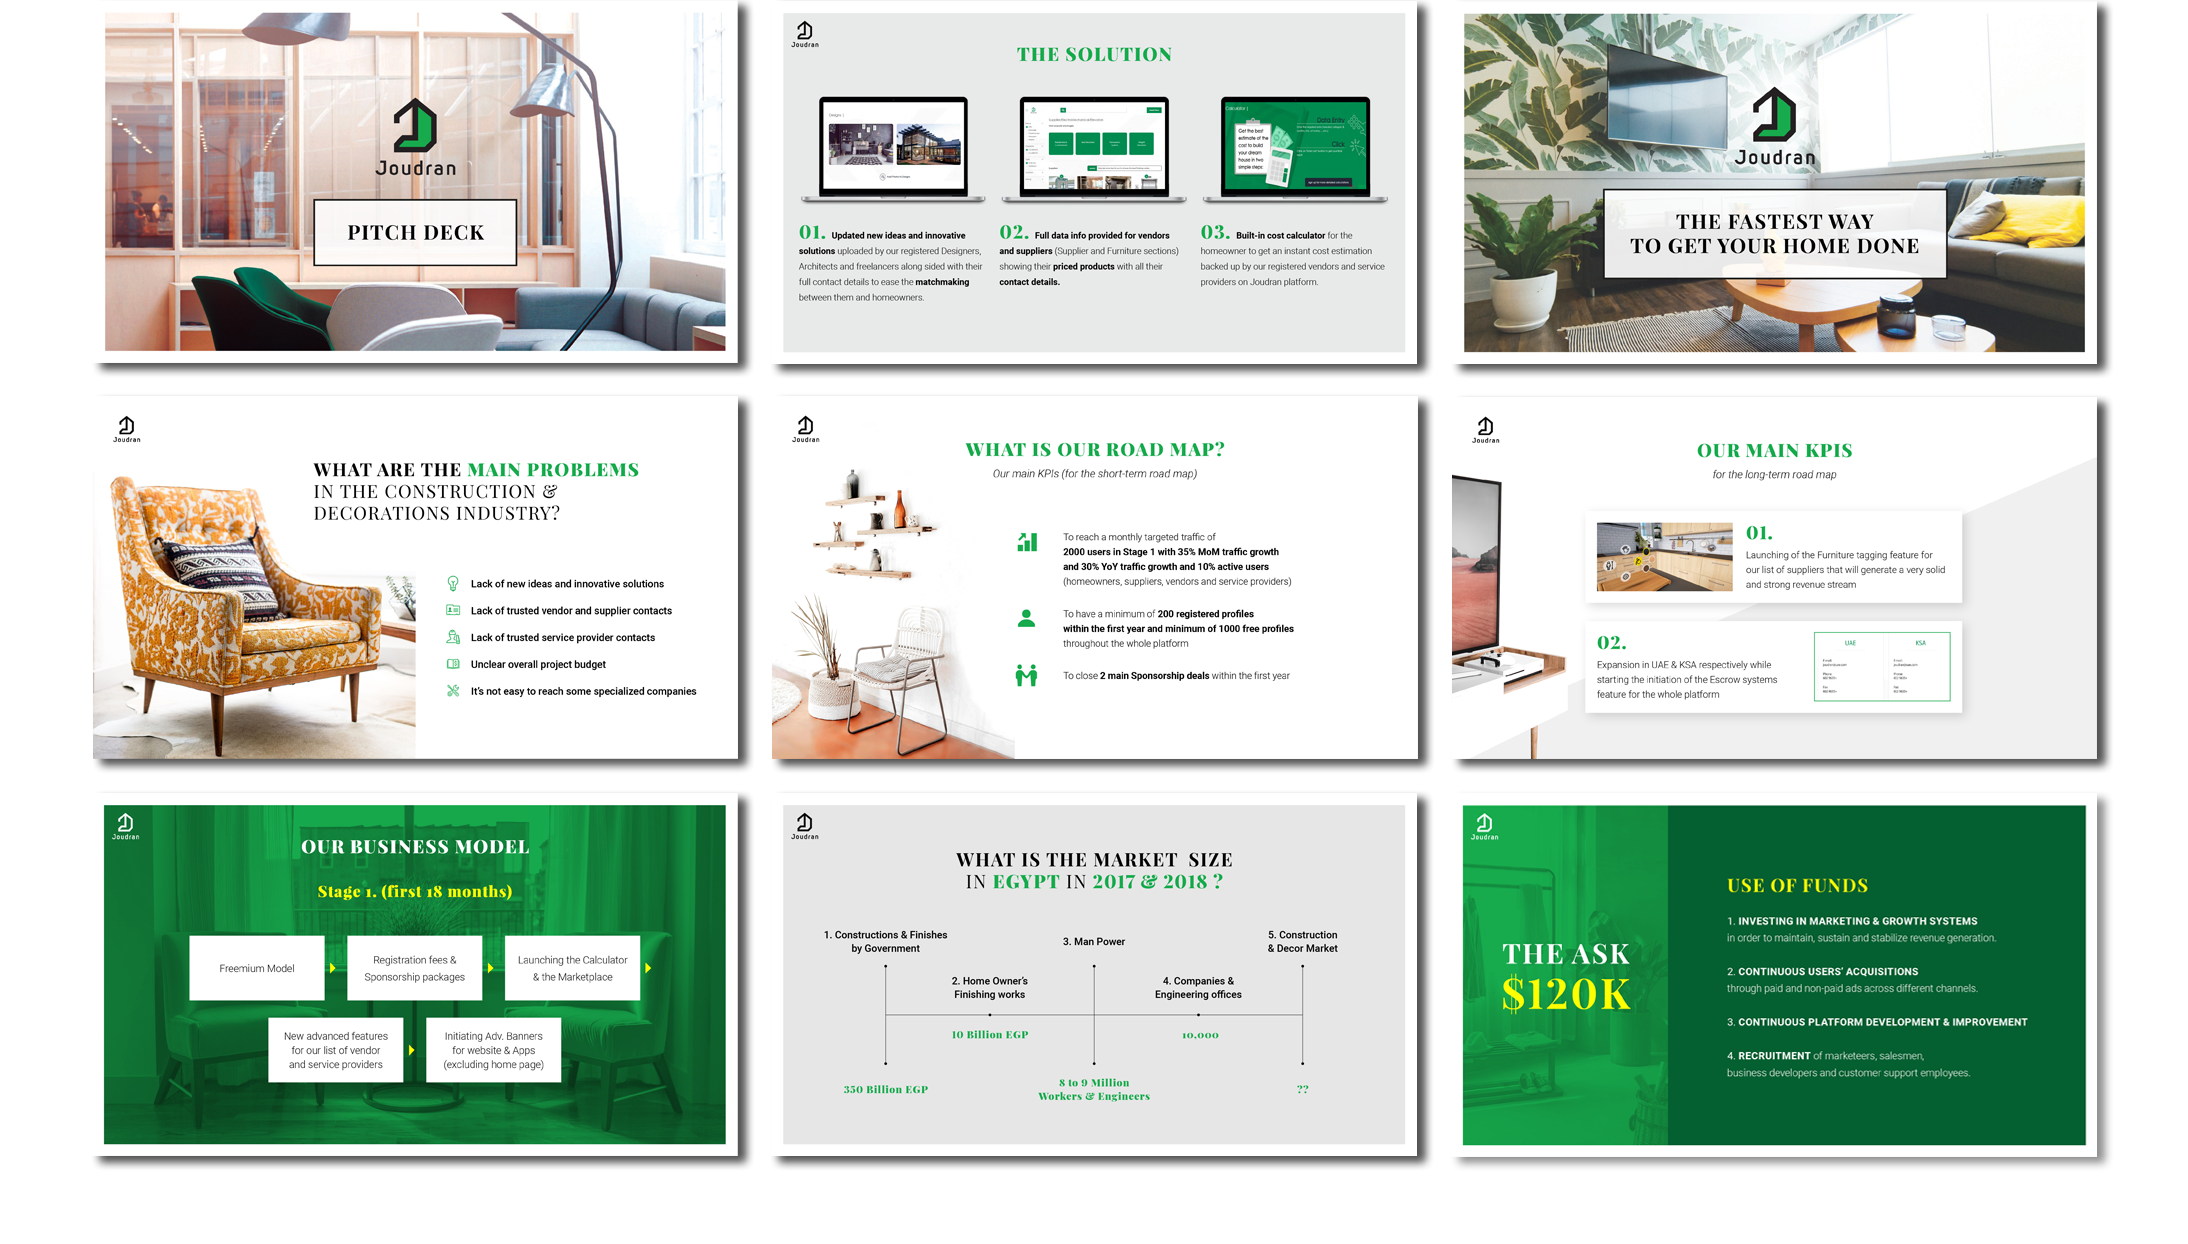 Joudran
PITCH DECK
Joudran
THE SOLUTION
Designs |
Calculator |
Get the best
estimate of the
cost to build
your dream
house in two
simple steps:
Data Entry
Click
01. Updated new ideas and innovative
solutions uploaded by our registered Designers,
Architects and freelancers along sided with their
full contact details to ease the matchmaking
between them and homeowners.
02. Full data info provided for vendors
and suppliers (Supplier and Furniture sections)
showing their priced products with all their
contact details.
03. Built-in cost calculator for the
homeowner to get an instant cost estimation
backed up by our registered vendors and service
providers on Joudran platform.
Joudran
THE FASTEST WAY
TO GET YOUR HOME DONE
Joudran
WHAT ARE THE MAIN PROBLEMS
IN THE CONSTRUCTION &
DECORATIONS INDUSTRY?
Lack of new ideas and innovative solutions
Lack of trusted vendor and supplier contacts
Lack of trusted service provider contacts
Unclear overall project budget
It's not easy to reach some specialized companies
Joudran
WHAT IS OUR ROAD MAP?
Our main KPIs (for the short-term road map)
To reach a monthly targeted traffic of
2000 users in Stage 1 with 35% MoM traffic growth
and 30% YoY traffic growth and 10% active users
(homeowners, suppliers, vendors and service providers)
To have a minimum of 200 registered profiles
within the first year and minimum of 1000 free profiles
throughout the whole platform
To close 2 main Sponsorship deals within the first year
Joudran
OUR MAIN KPIS
for the long-term road map
01.
Launching of the Furniture tagging feature for
our list of suppliers that will generate a very solid
and strong revenue stream
02.
Expansion in UAE & KSA respectively while
starting the initiation of the Escrow systems
feature for the whole platform
UAE
KSA
Joudran
OUR BUSINESS MODEL
Stage 1. (first 18 months)
Freemium Model
Registration fees &
Sponsorship packages
Launching the Calculator
& the Marketplace
New advanced features
for our list of vendor
and service providers
Initiating Adv. Banners
for website & Apps
(excluding home page)
Joudran
WHAT IS THE MARKET SIZE
IN EGYPT IN 2017 & 2018 ?
1. Constructions & Finishes
by Government
3. Man Power
5. Construction
& Decor Market
2. Home Owner's
Finishing works
4. Companies &
Engineering offices
10 Billion EGP
10,000
350 Billion EGP
8 to 9 Million
Workers & Engineers
??
Joudran
THE ASK
$120K
USE OF FUNDS
1. INVESTING IN MARKETING & GROWTH SYSTEMS
in order to maintain, sustain and stabilize revenue generation.
2. CONTINUOUS USERS' ACQUISITIONS
through paid and non-paid ads across different channels.
3. CONTINUOUS PLATFORM DEVELOPMENT & IMPROVEMENT
4. RECRUITMENT of marketeers, salesmen,
business developers and customer support employees.